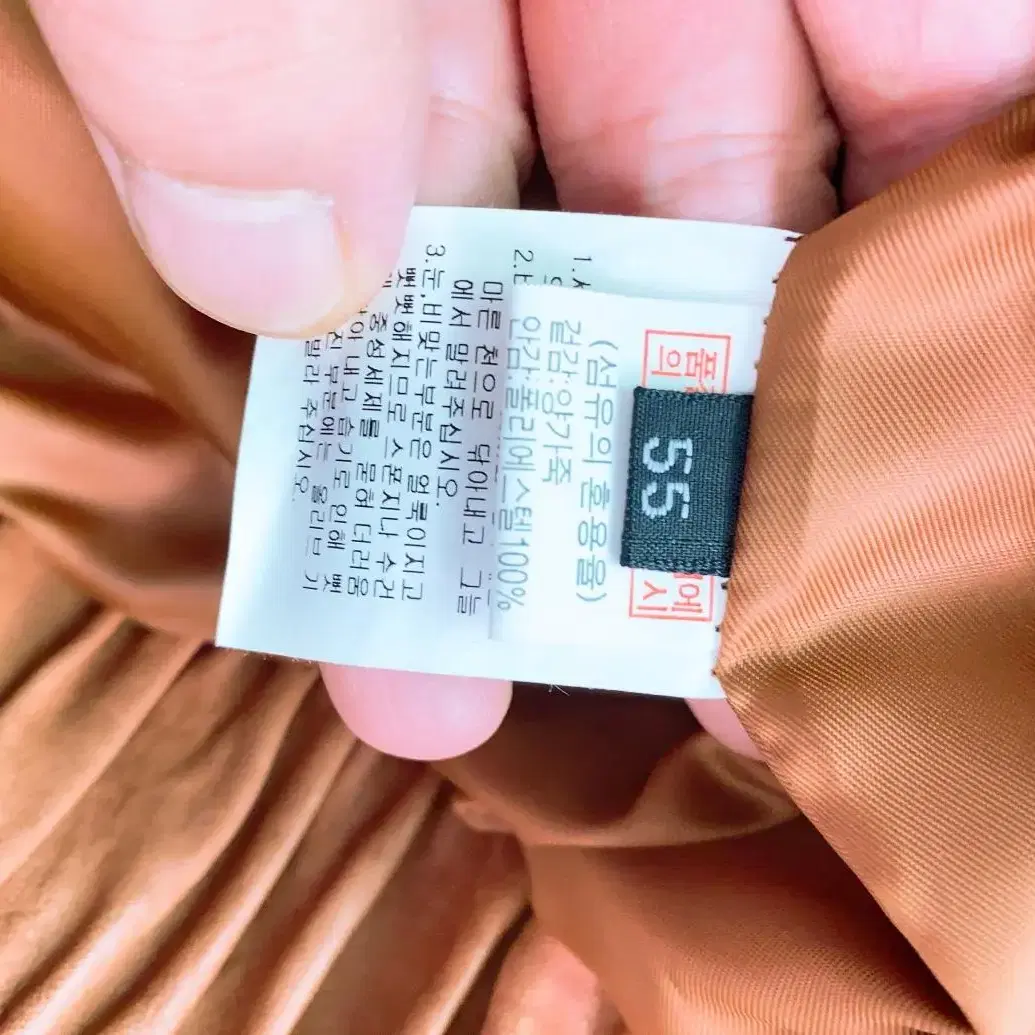 55
(섬유의 혼용율)
겉감:양가죽
안감:폴리에스텔100%
1.
2.
마른 천으로 닦아내고 그늘
에서 말려주십시오.
3.눈,비맞는부분은 얼룩이지고
뻣뻣해지므로 스폰지나 수건
중성세제를 묻혀 더러움
내고 습기로 인해 뻣
부분에는 올리브 기
발라 주십시오.